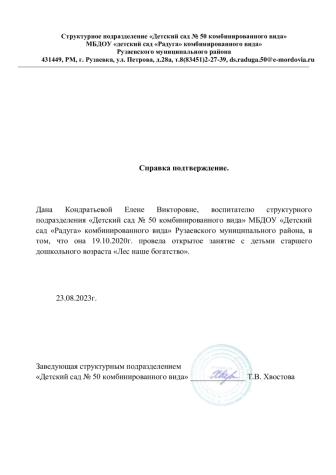 Структурное подразделение «Детский сад № 50 комбинированного вида»
МБДОУ «детский сад «Радуга» комбинированного вида»
Рузаевского муниципального района
431449, РМ, г. Рузаевка, ул. Петрова, д.28а, т.8(83451)2-27-39, ds.raduga.50@e-mordovia.ru
Справка подтверждение.
Дана Кондратьевой Елене Викторовне, воспитателю структурного
подразделения «Детский сад № 50 комбинированного вида» МБДОУ «Детский
сад «Радуга» комбинированного вида» Рузаевского муниципального района, в
том, что она 19.10.2020г. провела открытое занятие с детьми старшего
дошкольного возраста «Лес наше богатство».
23.08.2023г.
Заведующая структурным подразделением
«Детский сад № 50 комбинированного вида» ______________ Т.В. Хвостова